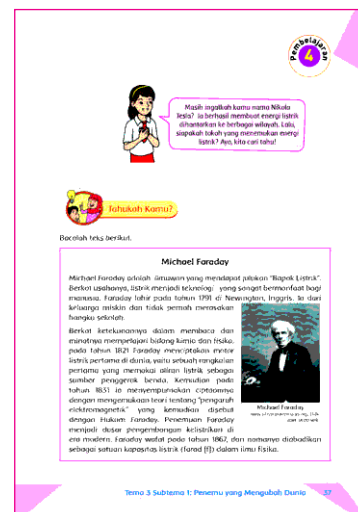 Pembelajaran
4
Masih ingatkah kamu nama Nikola
Tesla? Ia berhasil membuat energi listrik
dihantarkan ke berbagai wilayah. Lalu,
siapakah tokoh yang menemukan energi
listrik? Ayo, kita cari tahu!
Tahukah Kamu?
Bacalah teks berikut.
Michael Faraday
Michael Faraday adalah ilmuwan yang mendapat julukan "Bapak Listrik".
Berkat usahanya, listrik menjadi teknologi yang sangat bermanfaat bagi
manusia. Faraday lahir pada tahun 1791 di Newington, Inggris. Ia dari
keluarga miskin dan tidak pernah merasakan
bangku sekolah.
Berkat ketekunannya dalam membaca dan
minatnya mempelajari bidang kimia dan fisika,
pada tahun 1821 Faraday menciptakan motor
listrik pertama di dunia, yaitu sebuah rangkaian
pertama yang memakai aliran listrik sebagai
sumber penggerak benda. Kemudian pada
tahun 1831 ia menyempurnakan ciptaannya
dengan mengemukakan teori tentang "pengaruh
elektromagnetik" yang kemudian disebut
dengan Hukum Faraday. Penemuan Faraday
menjadi dasar pengembangan kelistrikan di
era modern. Faraday wafat pada tahun 1867, dan namanya diabadikan
sebagai satuan kapasitas listrik (farad [F]) dalam ilmu fisika.
Michael Faraday
Tema 3 Subtema 1: Penemu yang Mengubah Dunia
37